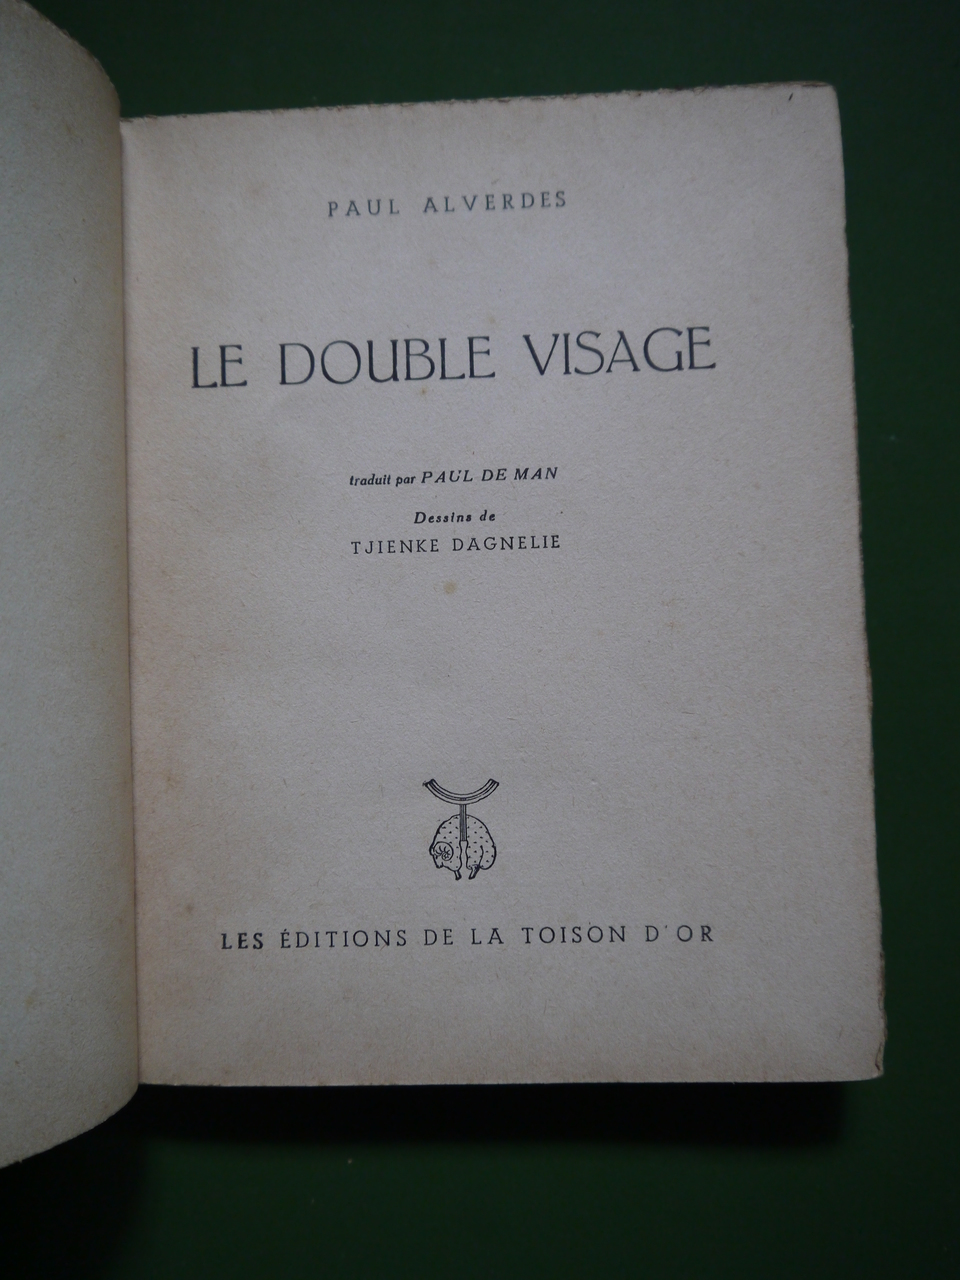 PAUL ALVERDES
LE DOUBLE VISAGE
traduit par PAUL DE MAN
Dessins de
TJIENKE DAGNELIE
LES ÉDITIONS DE LA TOISON D'OR